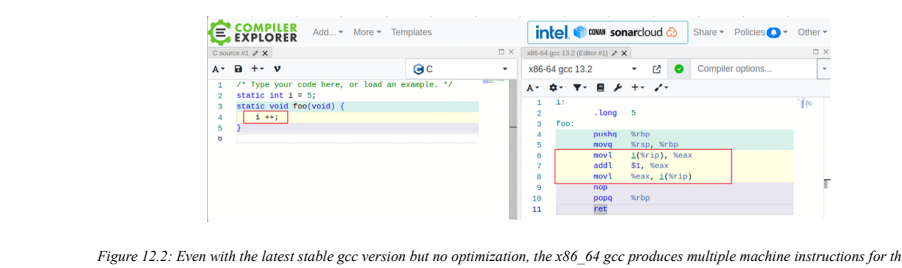 COMPILER EXPLORER Add... More Templates
intel. CONAN sonarcloud Share Policies Other
C source #1 X
A C
1 /* Type your code here, or load an example. */
2 static int i = 5;
3 static void foo(void) {
4 i ++;
5 }
6
x86-64 gcc 13.2 (Editor #1) X
x86-64 gcc 13.2 Compiler options...
A
1 i:
2 .long 5
3 foo:
4 pushq %rbp
5 movq %rsp, %rbp
6 movl i(%rip), %eax
7 addl $1, %eax
8 movl %eax, i(%rip)
9 nop
10 popq %rbp
11 ret
Figure 12.2: Even with the latest stable gcc version but no optimization, the x86_64 gcc produces multiple machine instructions for th